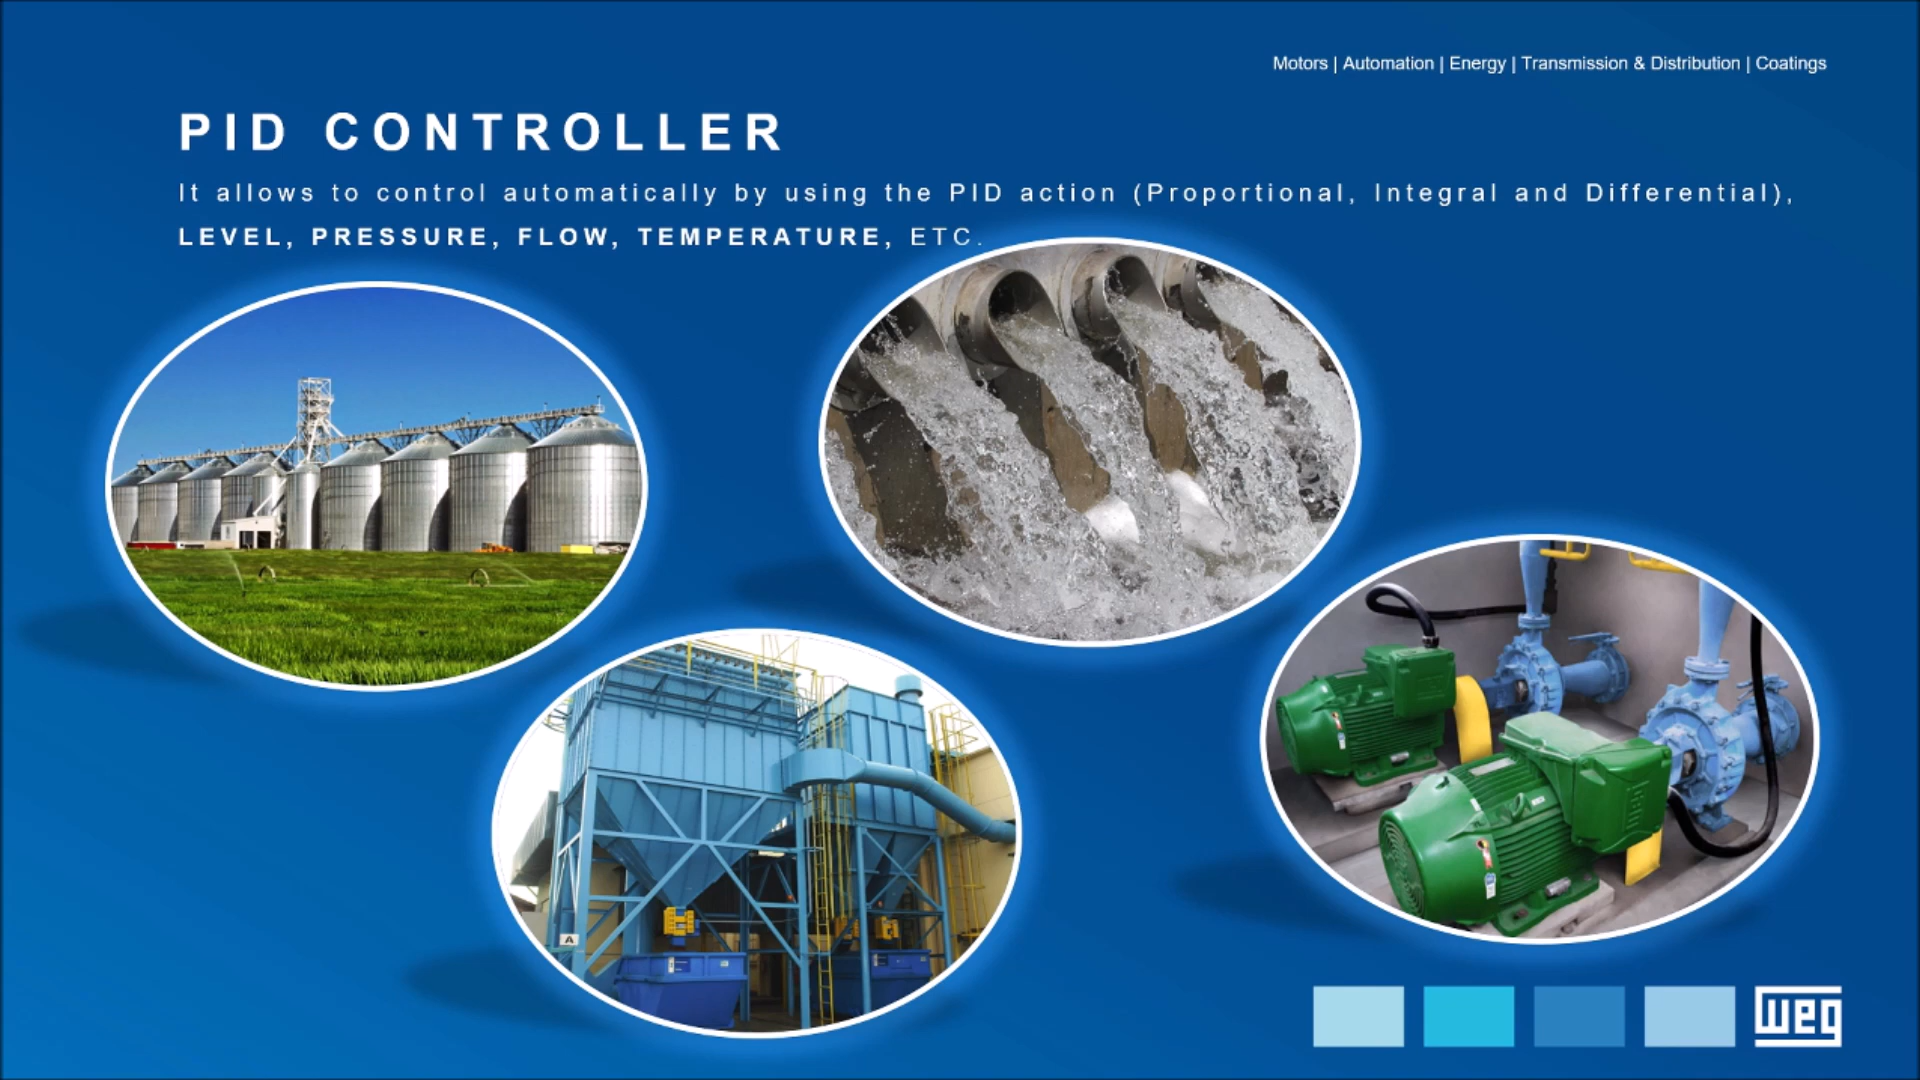 Motors | Automation | Energy | Transmission & Distribution | Coatings
PID CONTROLLER
It allows to control automatically by using the PID action (Proportional, Integral and Differential),
LEVEL, PRESSURE, FLOW, TEMPERATURE, ETC.
A
weg